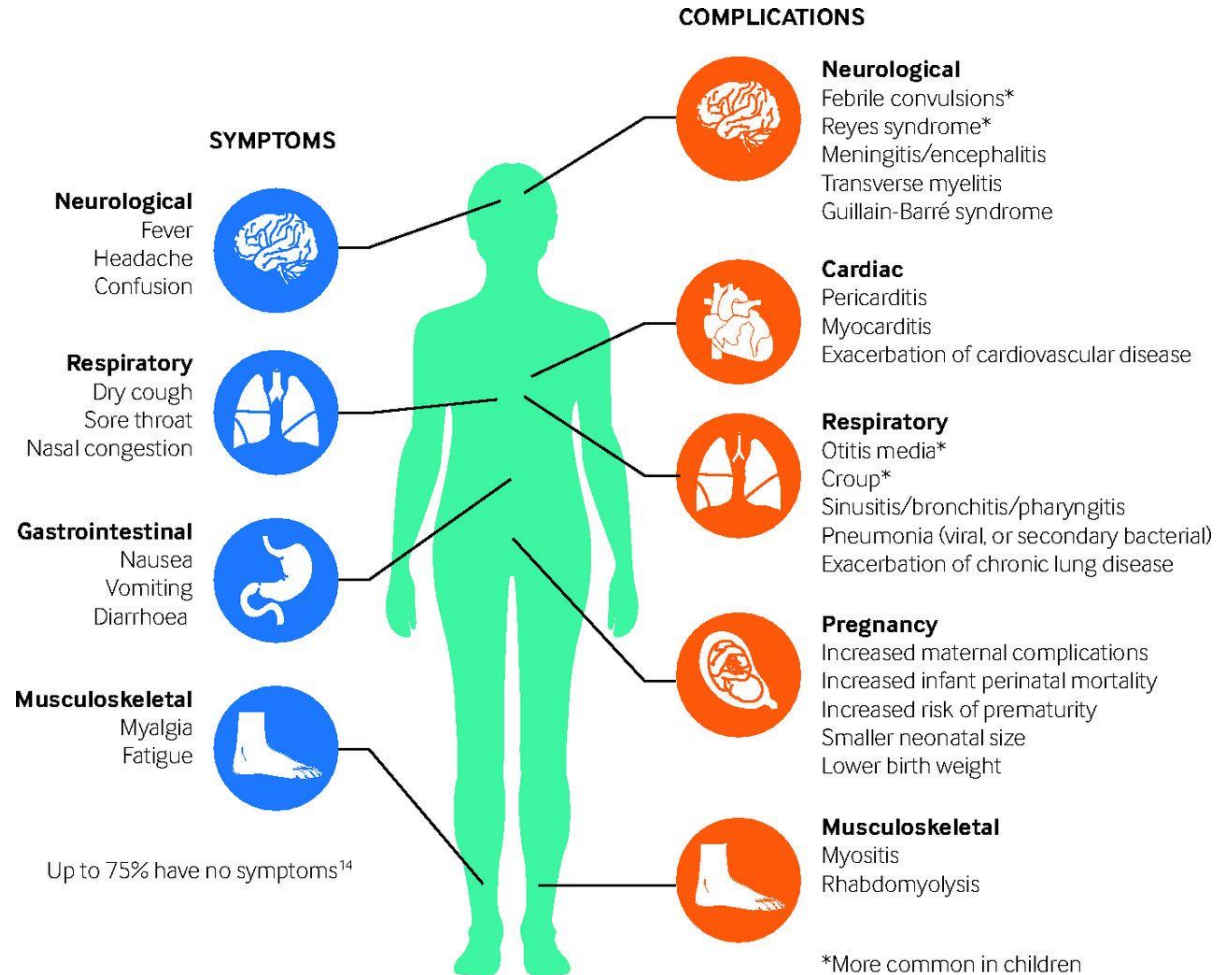 SYMPTOMS
Neurological
Fever
Headache
Confusion
Respiratory
Dry cough
Sore throat
Nasal congestion
Gastrointestinal
Nausea
Vomiting
Diarrhoea
Musculoskeletal
Myalgia
Fatigue
Up to 75% have no symptoms¹⁴
COMPLICATIONS
Neurological
Febrile convulsions*
Reyes syndrome*
Meningitis/encephalitis
Transverse myelitis
Guillain-Barré syndrome
Cardiac
Pericarditis
Myocarditis
Exacerbation of cardiovascular disease
Respiratory
Otitis media*
Croup*
Sinusitis/bronchitis/pharyngitis
Pneumonia (viral, or secondary bacterial)
Exacerbation of chronic lung disease
Pregnancy
Increased maternal complications
Increased infant perinatal mortality
Increased risk of prematurity
Smaller neonatal size
Lower birth weight
Musculoskeletal
Myositis
Rhabdomyolysis
*More common in children